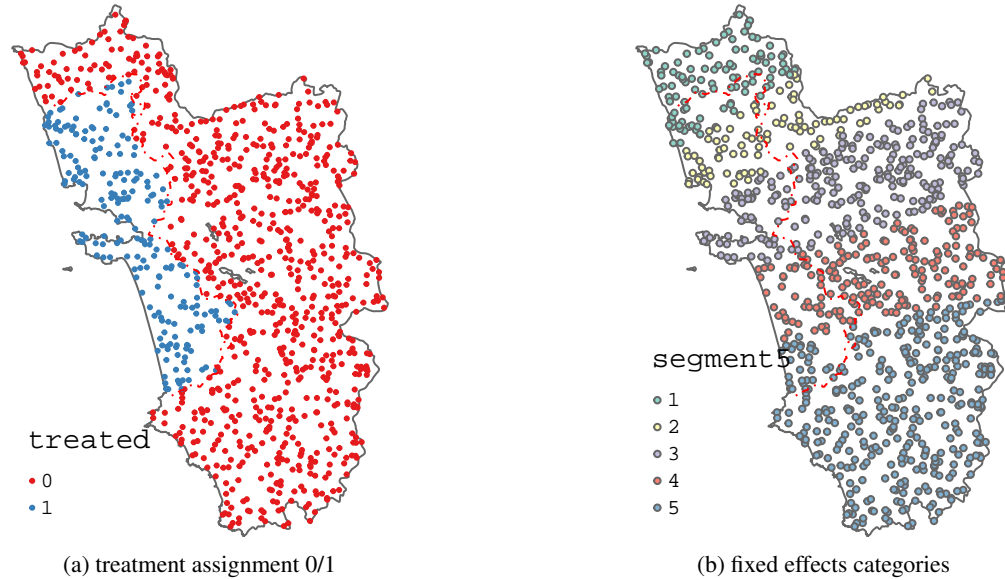 treated
0
1
(a) treatment assignment 0/1
segment5
1
2
3
4
5
(b) fixed effects categories